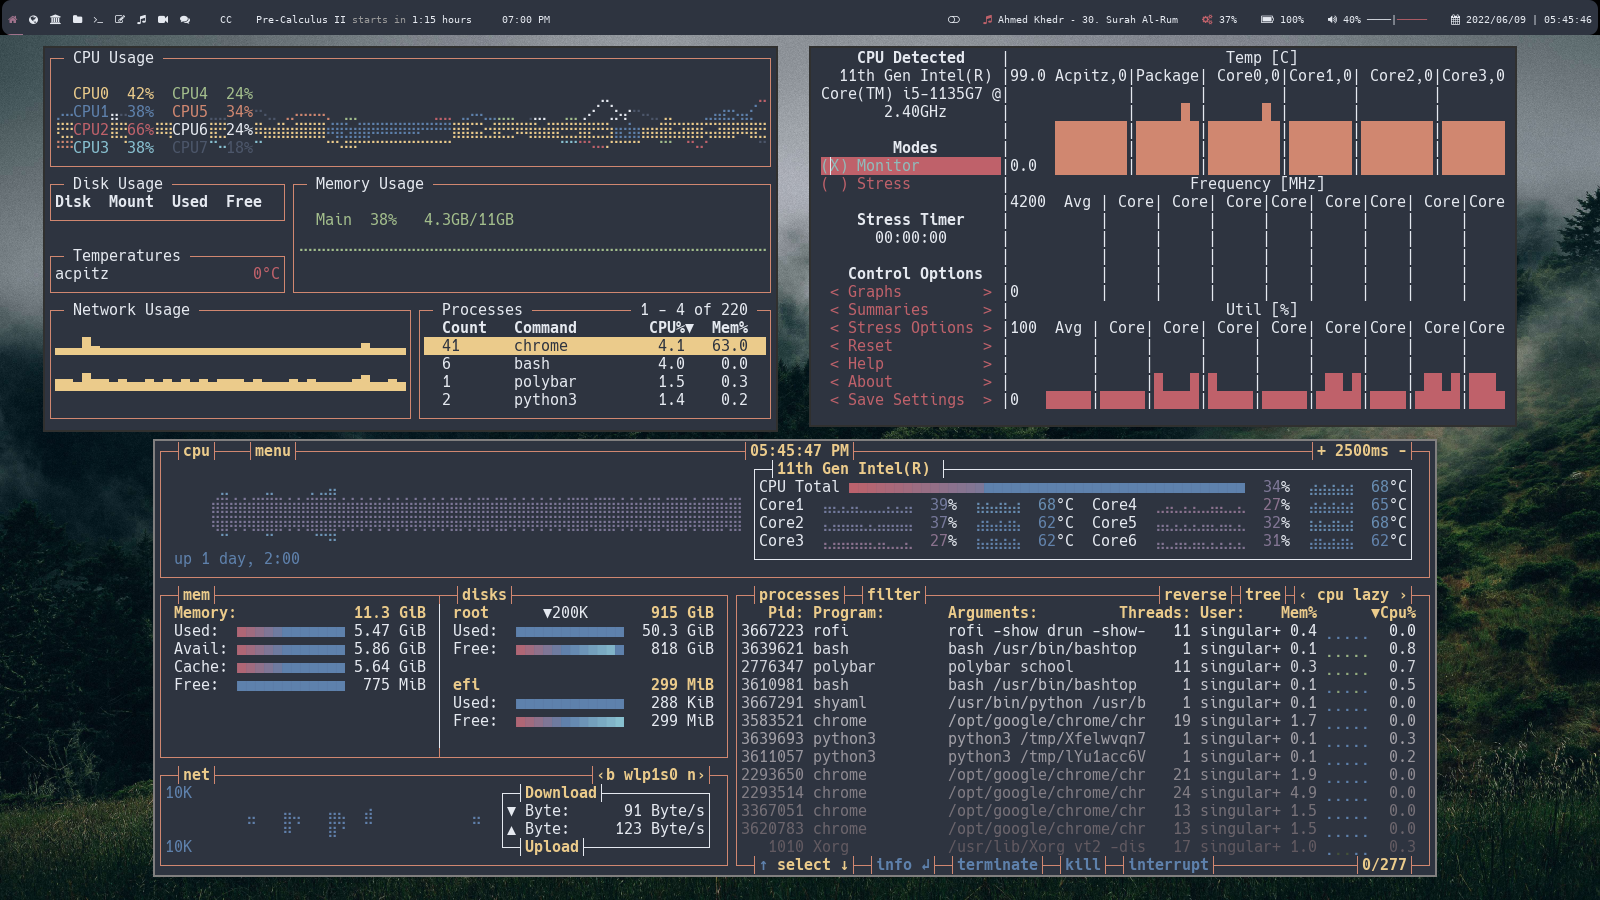 CC Pre-Calculus II starts in 1:15 hours 07:00 PM Ahmed Khedr - 30. Surah Al-Rum 37% 100% 40% 2022/06/09 | 05:45:46
CPU Usage
CPU0 42% CPU4 24%
CPU1 38% CPU5 34%
CPU2 66% CPU6 24%
CPU3 38% CPU7 18%
Disk Usage
Disk Mount Used Free
Temperatures
acpitz 0°C
Memory Usage
Main 38% 4.3GB/11GB
Network Usage
Processes 1 - 4 of 220
Count Command CPU%▼ Mem%
41 chrome 4.1 63.0
6 bash 4.0 0.0
1 polybar 1.5 0.3
2 python3 1.4 0.2
CPU Detected
11th Gen Intel(R)
Core(TM) i5-1135G7 @
2.40GHz
Modes
(X) Monitor
( ) Stress
Stress Timer
00:00:00
Control Options
< Graphs >
< Summaries >
< Stress Options >
< Reset >
< Help >
< About >
< Save Settings >
Temp [C]
99.0 Acpitz,0|Package| Core0,0|Core1,0| Core2,0|Core3,0
0.0
Frequency [MHz]
4200 Avg | Core| Core| Core|Core| Core|Core| Core|Core
0
Util [%]
100 Avg | Core| Core| Core| Core| Core|Core| Core|Core
0
cpu menu 05:45:47 PM + 2500ms -
11th Gen Intel(R)
CPU Total 34% 68°C
Core1 39% 68°C Core4 27% 65°C
Core2 37% 62°C Core5 32% 68°C
Core3 27% 62°C Core6 31% 62°C
up 1 day, 2:00
mem
Memory: 11.3 GiB
Used: 5.47 GiB
Avail: 5.86 GiB
Cache: 5.64 GiB
Free: 775 MiB
disks
root ▼200K 915 GiB
Used: 50.3 GiB
Free: 818 GiB
efi 299 MiB
Used: 288 KiB
Free: 299 MiB
net ‹b wlp1s0 n›
10K
10K
Download
▼ Byte: 91 Byte/s
▲ Byte: 123 Byte/s
Upload
processes filter reverse tree ‹ cpu lazy ›
Pid: Program: Arguments: Threads: User: Mem% ▼Cpu%
3667223 rofi rofi -show drun -show- 11 singular+ 0.4 0.0
3639621 bash bash /usr/bin/bashtop 1 singular+ 0.1 0.8
2776347 polybar polybar school 11 singular+ 0.3 0.7
3610981 bash bash /usr/bin/bashtop 1 singular+ 0.1 0.5
3667291 shyaml /usr/bin/python /usr/b 1 singular+ 0.1 0.0
3583521 chrome /opt/google/chrome/chr 19 singular+ 1.7 0.0
3639693 python3 python3 /tmp/Xfelwvqn7 1 singular+ 0.1 0.3
3611057 python3 python3 /tmp/lYu1acc6V 1 singular+ 0.1 0.2
2293650 chrome /opt/google/chrome/chr 21 singular+ 1.9 0.0
2293514 chrome /opt/google/chrome/chr 24 singular+ 4.9 0.0
3367051 chrome /opt/google/chrome/chr 13 singular+ 1.5 0.0
3620783 chrome /opt/google/chrome/chr 13 singular+ 1.5 0.0
1010 Xorg /usr/lib/Xorg vt2 -dis 17 singular+ 1.0 0.3
↑ select ↓ info ↲ terminate kill interrupt 0/277